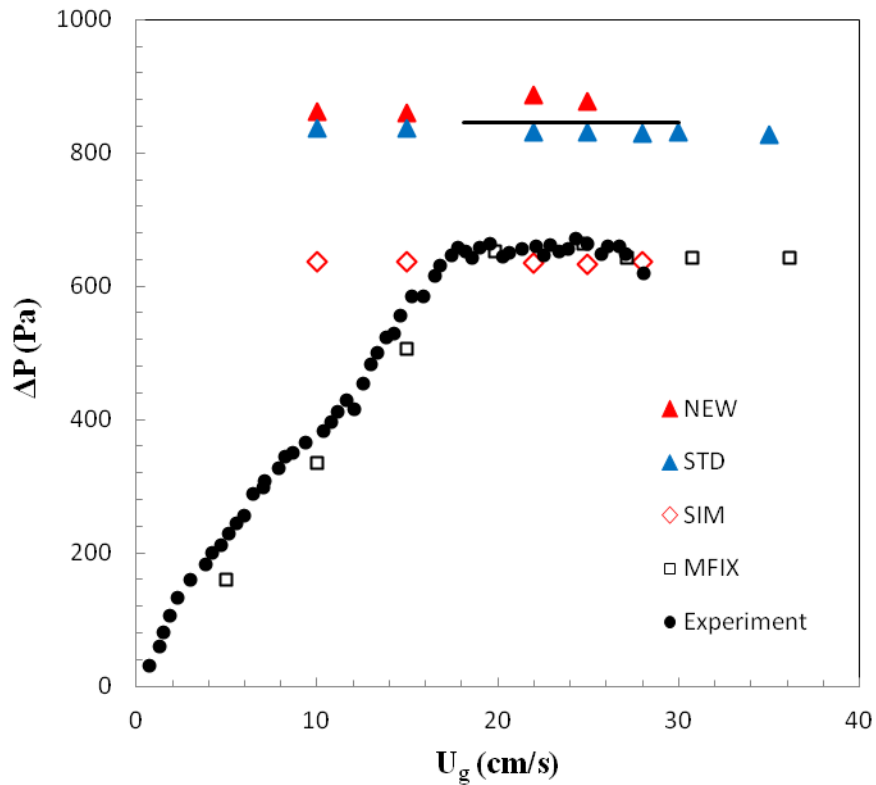 1000
800
600
400
200
0
ΔP (Pa)
NEW
STD
SIM
MFIX
Experiment
0 10 20 30 40
Ug (cm/s)